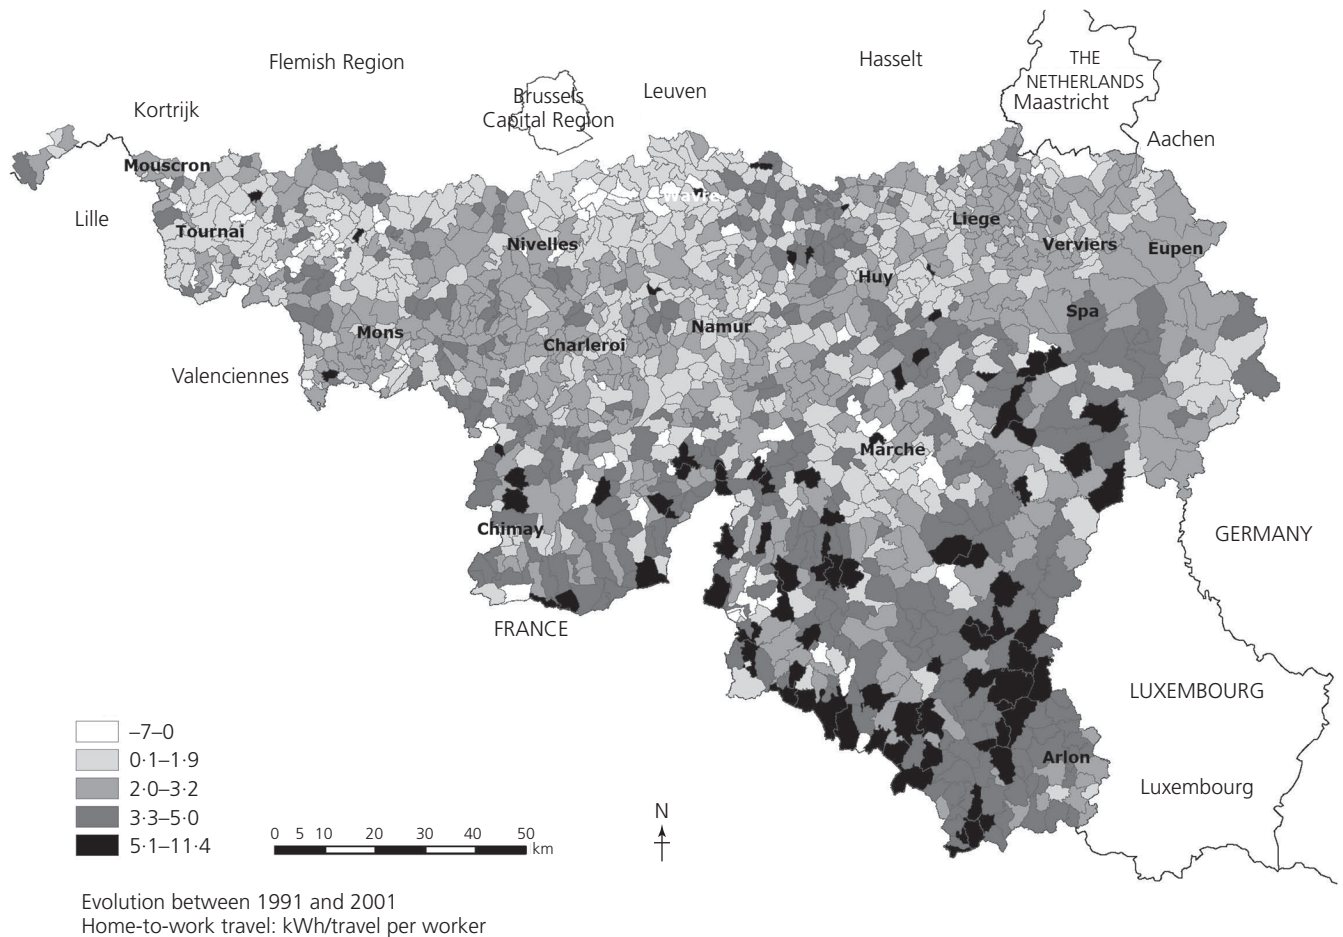 Flemish Region
Hasselt
THE
NETHERLANDS
Maastricht
Brussels
Capital Region
Leuven
Kortrijk
Aachen
Mouscron
Wavre
Lille
Tournai
Nivelles
Liege
Verviers
Eupen
Huy
Spa
Mons
Namur
Charleroi
Valenciennes
Marche
Chimay
GERMANY
FRANCE
LUXEMBOURG
Arlon
Luxembourg
–7–0
0·1–1·9
2·0–3·2
3·3–5·0
5·1–11·4
0 5 10 20 30 40 50
km
N
Evolution between 1991 and 2001
Home-to-work travel: kWh/travel per worker